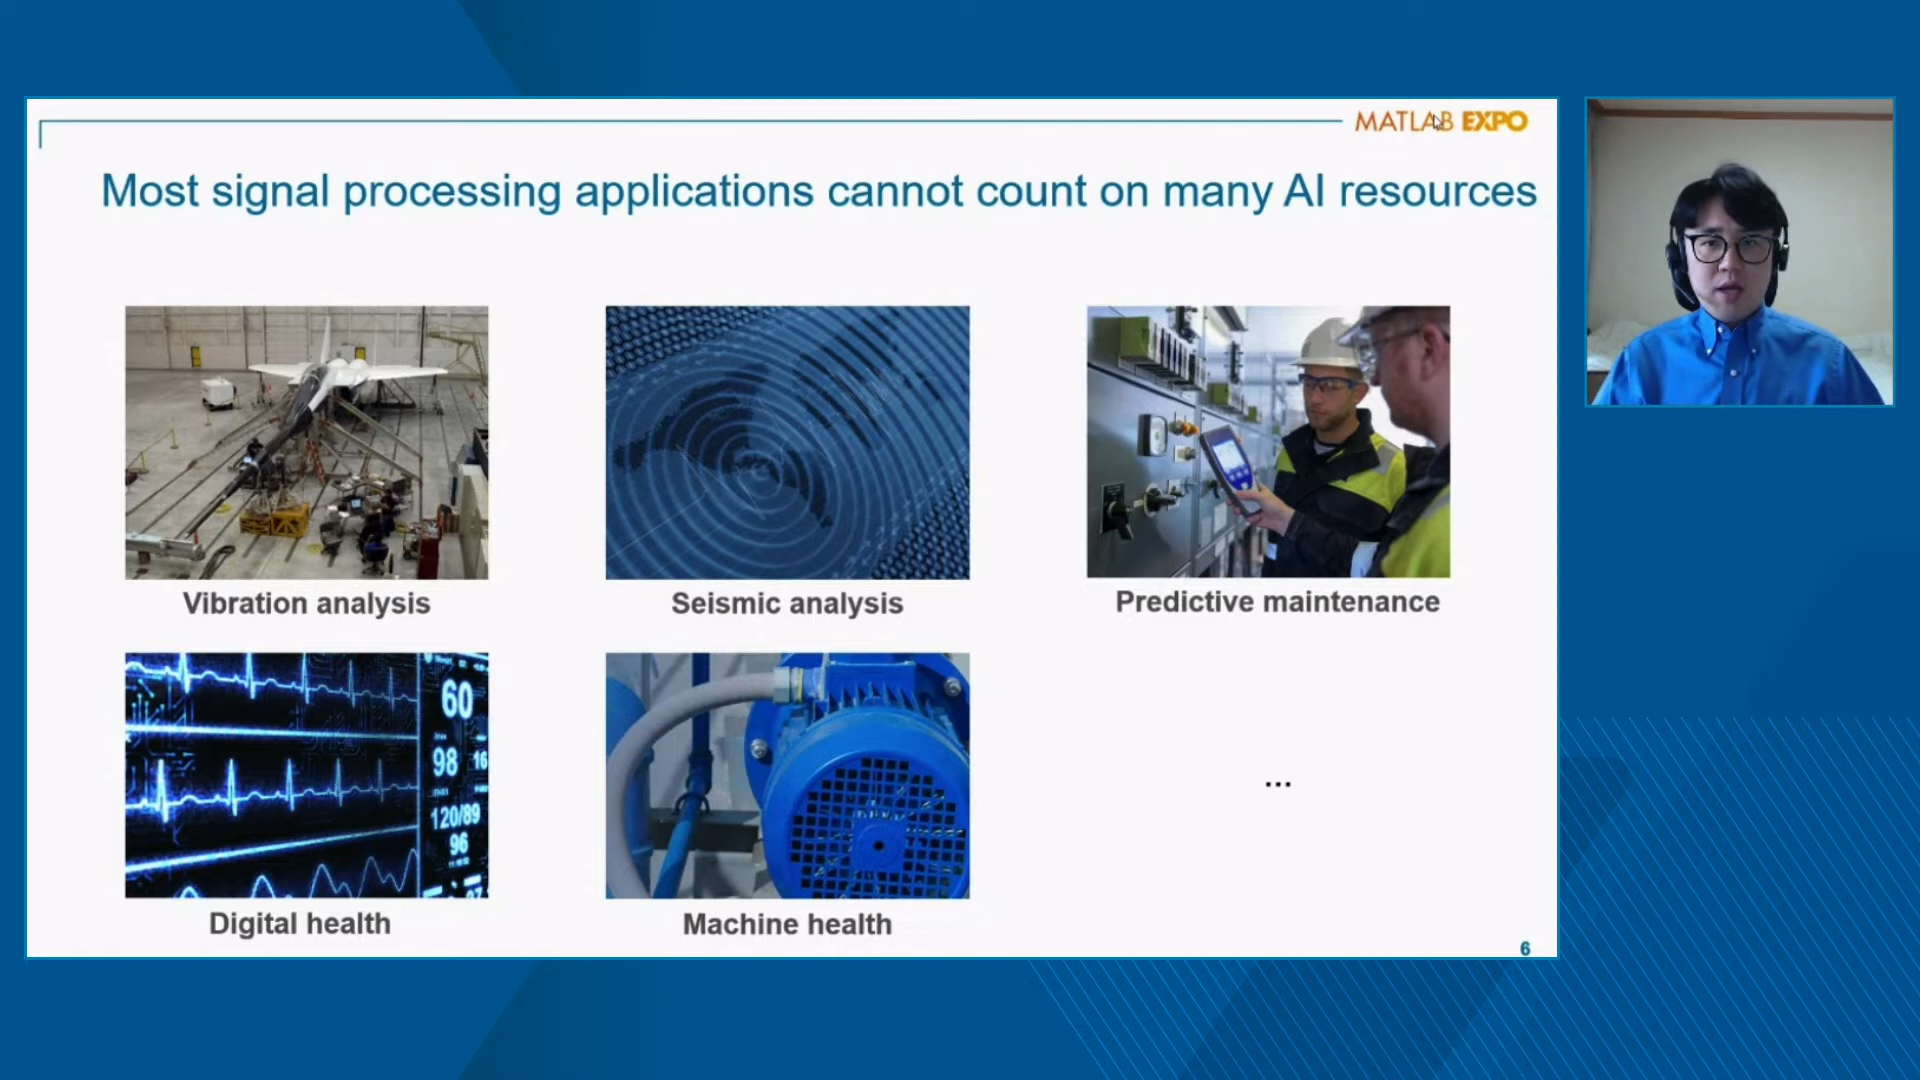 MATLAB EXPO
Most signal processing applications cannot count on many AI resources
Vibration analysis
Seismic analysis
Predictive maintenance
60
98
16
120/89
96
Digital health
Machine health
...
6